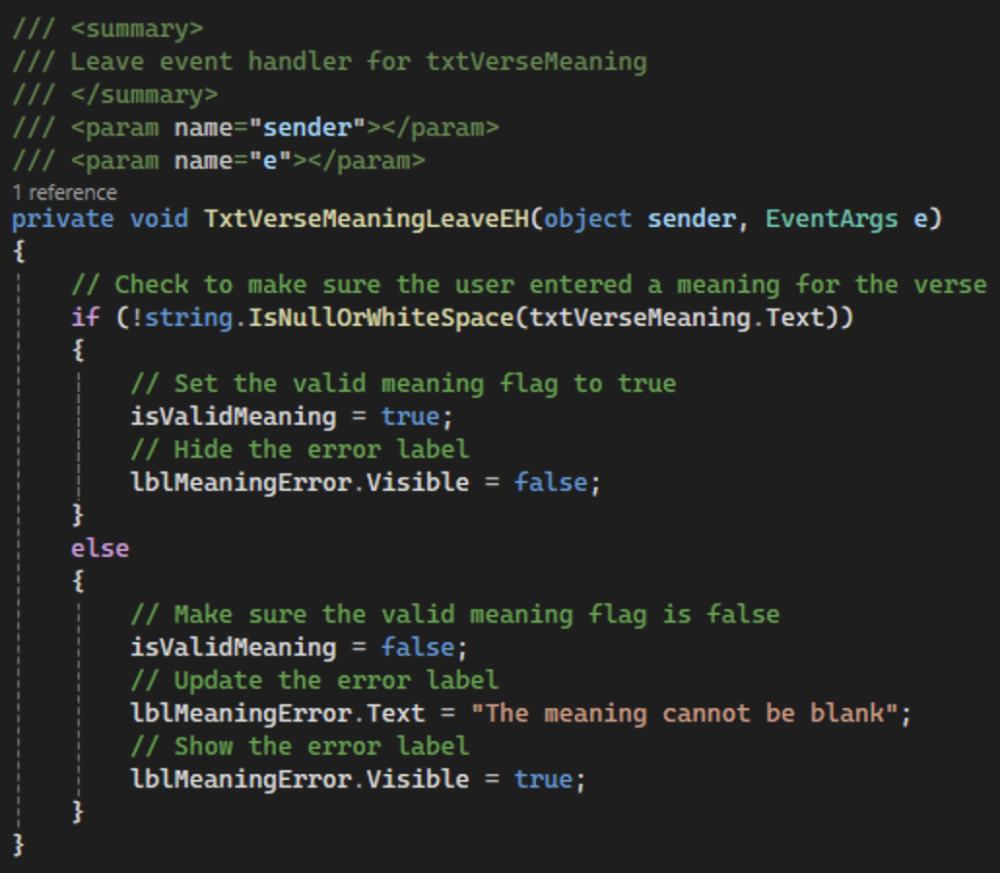 /// <summary>
/// Leave event handler for txtVerseMeaning
/// </summary>
/// <param name="sender"></param>
/// <param name="e"></param>
1 reference
private void TxtVerseMeaningLeaveEH(object sender, EventArgs e)
{
    // Check to make sure the user entered a meaning for the verse
    if (!string.IsNullOrWhiteSpace(txtVerseMeaning.Text))
    {
        // Set the valid meaning flag to true
        isValidMeaning = true;
        // Hide the error label
        lblMeaningError.Visible = false;
    }
    else
    {
        // Make sure the valid meaning flag is false
        isValidMeaning = false;
        // Update the error label
        lblMeaningError.Text = "The meaning cannot be blank";
        // Show the error label
        lblMeaningError.Visible = true;
    }
}